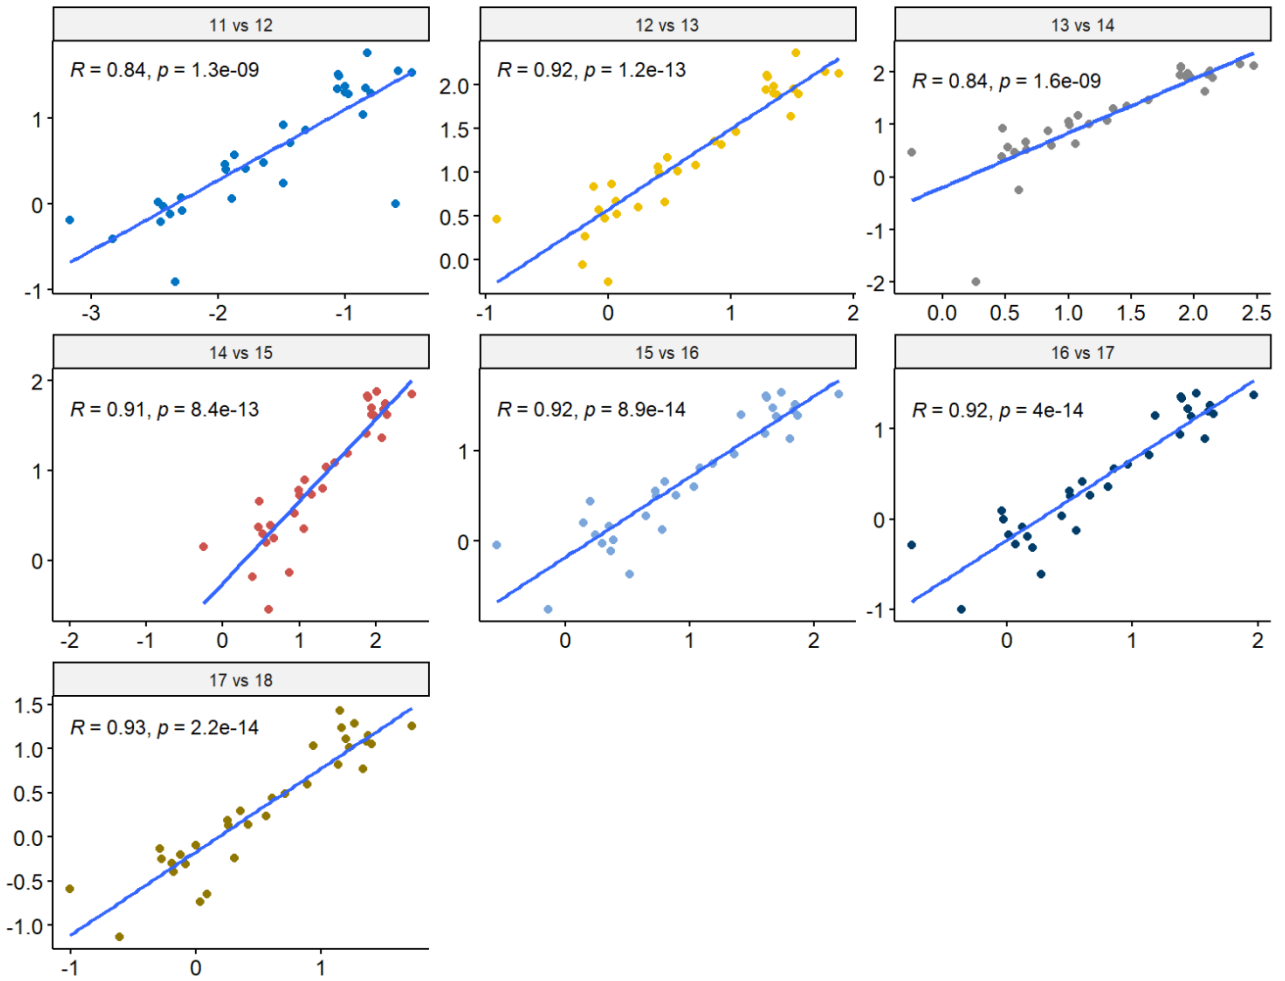 11 vs 12
12 vs 13
13 vs 14
R = 0.84, p = 1.3e-09
R = 0.92, p = 1.2e-13
R = 0.84, p = 1.6e-09
1
0
-1
2.0
1.5
1.0
0.5
0.0
2
1
0
-1
-2
-3 -2 -1
-1 0 1 2
0.0 0.5 1.0 1.5 2.0 2.5
14 vs 15
15 vs 16
16 vs 17
R = 0.91, p = 8.4e-13
R = 0.92, p = 8.9e-14
R = 0.92, p = 4e-14
2
1
0
1
0
1
0
-1
-2 -1 0 1 2
0 1 2
0 1 2
17 vs 18
R = 0.93, p = 2.2e-14
1.5
1.0
0.5
0.0
-0.5
-1.0
-1 0 1